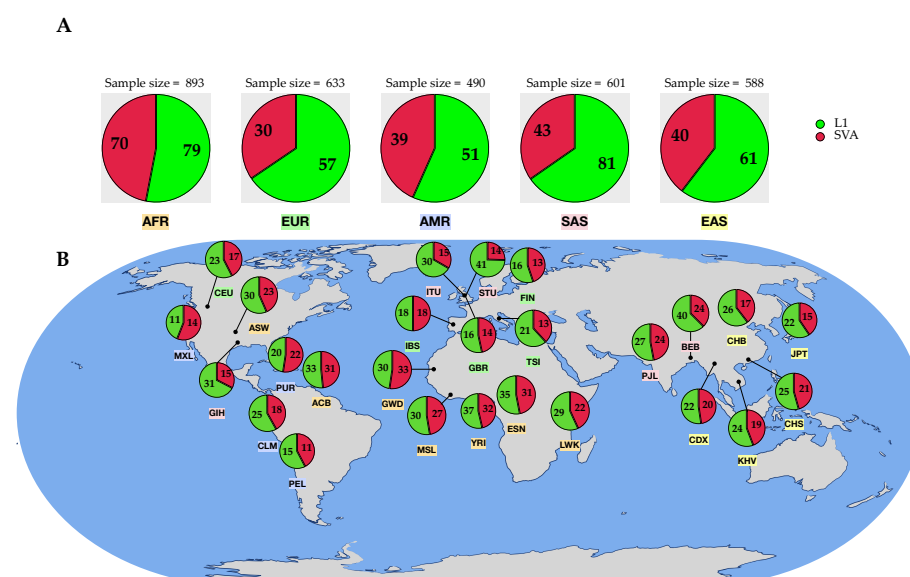 A
Sample size = 893
Sample size = 633
Sample size = 490
Sample size = 601
Sample size = 588
70 79
30 57
39 51
43 81
40 61
L1
SVA
AFR
EUR
AMR
SAS
EAS
B
23 17
CEU
30 23
ASW
11 14
MXL
31 15
GIH
20 22
PUR
33 31
ACB
25 18
CLM
15 11
PEL
30 15
ITU
41 14
STU
16 13
FIN
18 18
IBS
16 14
GBR
21 13
TSI
30 33
GWD
30 27
MSL
37 32
YRI
35 31
ESN
29 22
LWK
27 24
PJL
40 24
BEB
26 17
CHB
22 15
JPT
22 20
CDX
24 19
KHV
25 21
CHS